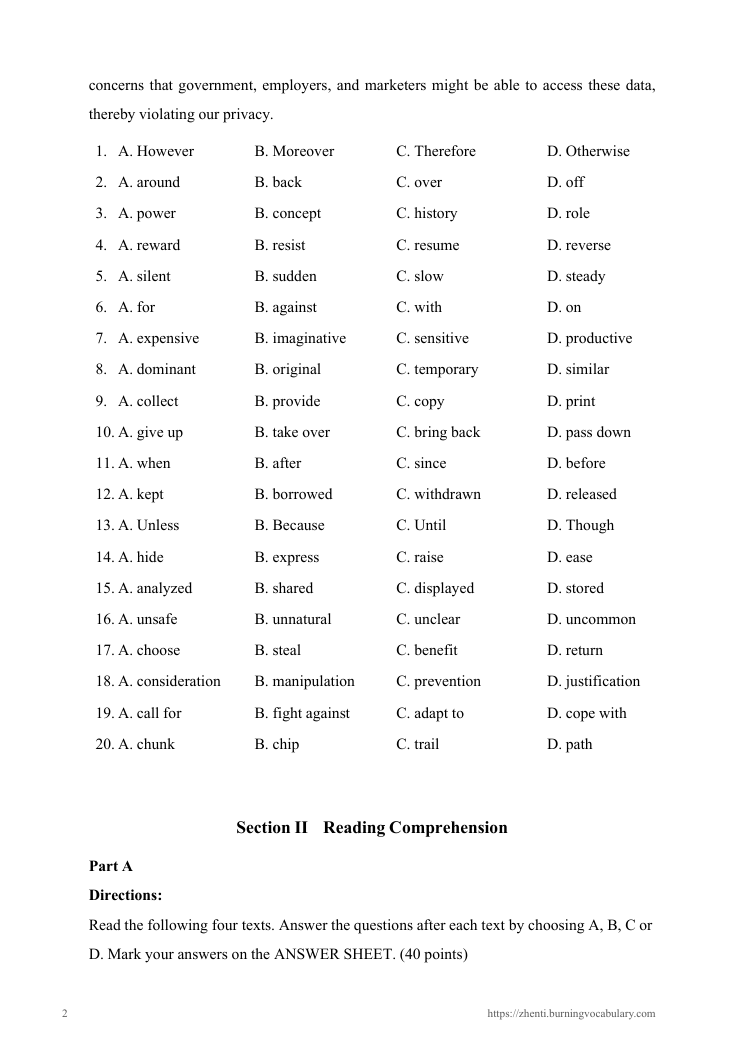 concerns that government, employers, and marketers might be able to access these data,
thereby violating our privacy.
1. A. However B. Moreover C. Therefore D. Otherwise
2. A. around B. back C. over D. off
3. A. power B. concept C. history D. role
4. A. reward B. resist C. resume D. reverse
5. A. silent B. sudden C. slow D. steady
6. A. for B. against C. with D. on
7. A. expensive B. imaginative C. sensitive D. productive
8. A. dominant B. original C. temporary D. similar
9. A. collect B. provide C. copy D. print
10. A. give up B. take over C. bring back D. pass down
11. A. when B. after C. since D. before
12. A. kept B. borrowed C. withdrawn D. released
13. A. Unless B. Because C. Until D. Though
14. A. hide B. express C. raise D. ease
15. A. analyzed B. shared C. displayed D. stored
16. A. unsafe B. unnatural C. unclear D. uncommon
17. A. choose B. steal C. benefit D. return
18. A. consideration B. manipulation C. prevention D. justification
19. A. call for B. fight against C. adapt to D. cope with
20. A. chunk B. chip C. trail D. path
Section II Reading Comprehension
Part A
Directions:
Read the following four texts. Answer the questions after each text by choosing A, B, C or
D. Mark your answers on the ANSWER SHEET. (40 points)
2 https://zhenti.burningvocabulary.com